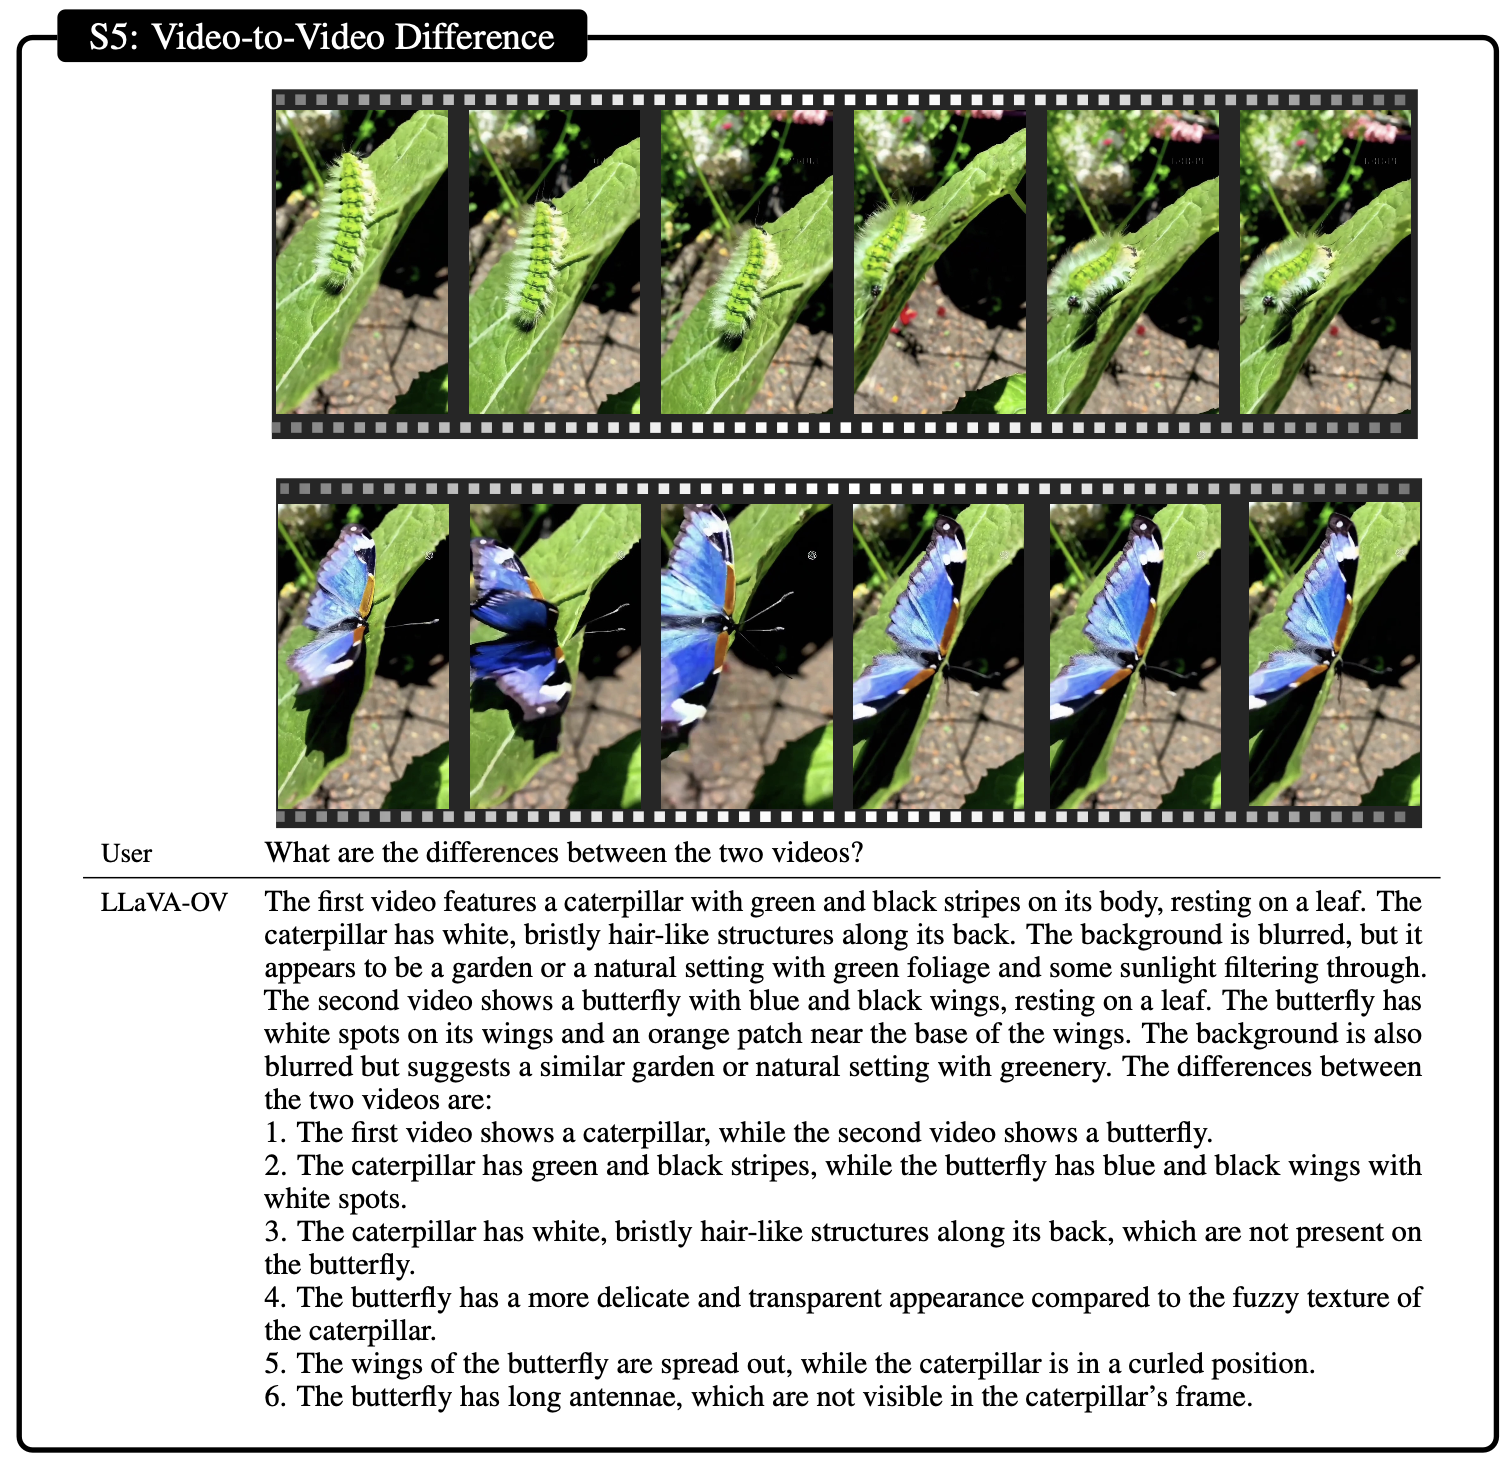 S5: Video-to-Video Difference
User
What are the differences between the two videos?
LLaVA-OV
The first video features a caterpillar with green and black stripes on its body, resting on a leaf. The
caterpillar has white, bristly hair-like structures along its back. The background is blurred, but it
appears to be a garden or a natural setting with green foliage and some sunlight filtering through.
The second video shows a butterfly with blue and black wings, resting on a leaf. The butterfly has
white spots on its wings and an orange patch near the base of the wings. The background is also
blurred but suggests a similar garden or natural setting with greenery. The differences between
the two videos are:
1. The first video shows a caterpillar, while the second video shows a butterfly.
2. The caterpillar has green and black stripes, while the butterfly has blue and black wings with
white spots.
3. The caterpillar has white, bristly hair-like structures along its back, which are not present on
the butterfly.
4. The butterfly has a more delicate and transparent appearance compared to the fuzzy texture of
the caterpillar.
5. The wings of the butterfly are spread out, while the caterpillar is in a curled position.
6. The butterfly has long antennae, which are not visible in the caterpillar's frame.